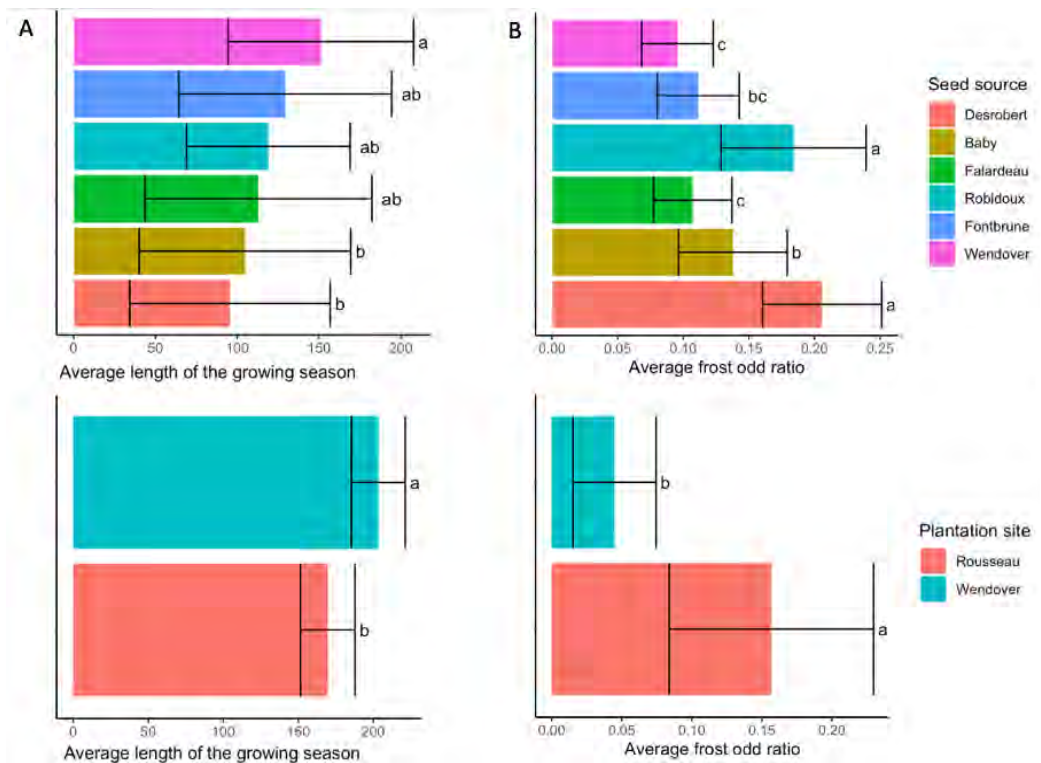 A
a
ab
ab
ab
b
b
0 50 100 150 200
Average length of the growing season
B
c
bc
a
c
b
a
0.00 0.05 0.10 0.15 0.20 0.25
Average frost odd ratio
Seed source
Desrobert
Baby
Falardeau
Robidoux
Fontbrune
Wendover
a
b
0 50 100 150 200
Average length of the growing season
b
a
0.00 0.05 0.10 0.15 0.20
Average frost odd ratio
Plantation site
Rousseau
Wendover